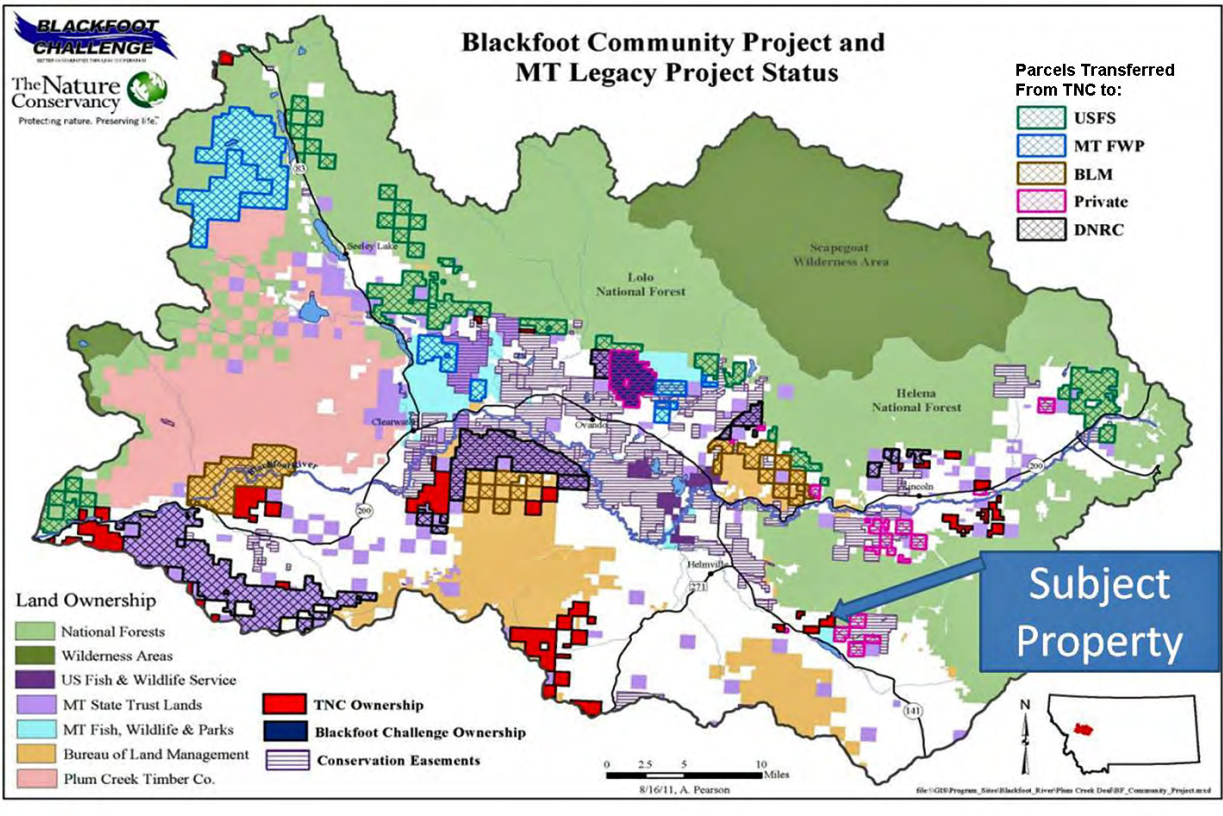 BLACKFOOT
CHALLENGE
The Nature
Conservancy
Protecting nature. Preserving life.™
Blackfoot Community Project and
MT Legacy Project Status
Parcels Transferred
From TNC to:
USFS
MT FWP
BLM
Private
DNRC
83
Seeley Lake
Lolo
National Forest
Scapegoat
Wilderness Area
Helena
National Forest
Clearwater
Ovando
Blackfoot River
200
200
Lincoln
Helmville
271
141
Subject
Property
Land Ownership
National Forests
Wilderness Areas
US Fish & Wildlife Service
MT State Trust Lands
MT Fish, Wildlife & Parks
Bureau of Land Management
Plum Creek Timber Co.
TNC Ownership
Blackfoot Challenge Ownership
Conservation Easements
N
0 2.5 5 10
Miles
8/16/11, A. Pearson